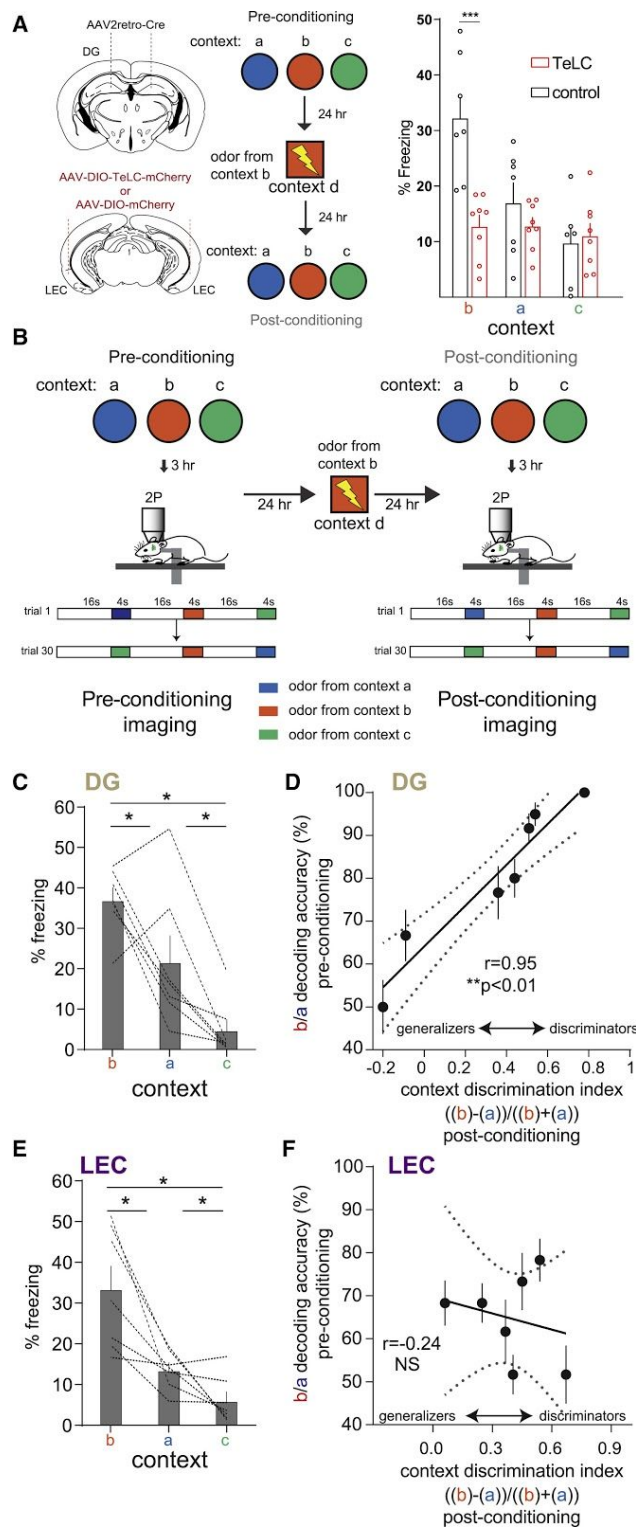 A
AAV2retro-Cre
DG
AAV-DIO-TeLC-mCherry
or
AAV-DIO-mCherry
LEC
LEC
Pre-conditioning
context: a b c
24 hr
odor from
context b
context d
24 hr
context: a b c
Post-conditioning
***
TeLC
control
% Freezing
50
40
30
20
10
b a c
context
B
Pre-conditioning
context: a b c
3 hr
2P
16s 4s 16s 4s 16s 4s
trial 1
trial 30
Pre-conditioning
imaging
24 hr
odor from
context b
context d
24 hr
Post-conditioning
context: a b c
3 hr
2P
16s 4s 16s 4s 16s 4s
trial 1
trial 30
Post-conditioning
imaging
odor from context a
odor from context b
odor from context c
C DG
*
* *
% freezing
60
50
40
30
20
10
0
b a c
context
D DG
b/a decoding accuracy (%)
pre-conditioning
100
90
80
70
60
50
40
r=0.95
**p<0.01
generalizers discriminators
-0.2 0 0.2 0.4 0.6 0.8 1
context discrimination index
((b)-(a))/((b)+(a))
post-conditioning
E LEC
*
* *
% freezing
60
50
40
30
20
10
0
b a c
context
F LEC
b/a decoding accuracy (%)
pre-conditioning
100
90
80
70
60
50
40
r=-0.24
NS
generalizers discriminators
0.0 0.3 0.6 0.9
context discrimination index
((b)-(a))/((b)+(a))
post-conditioning